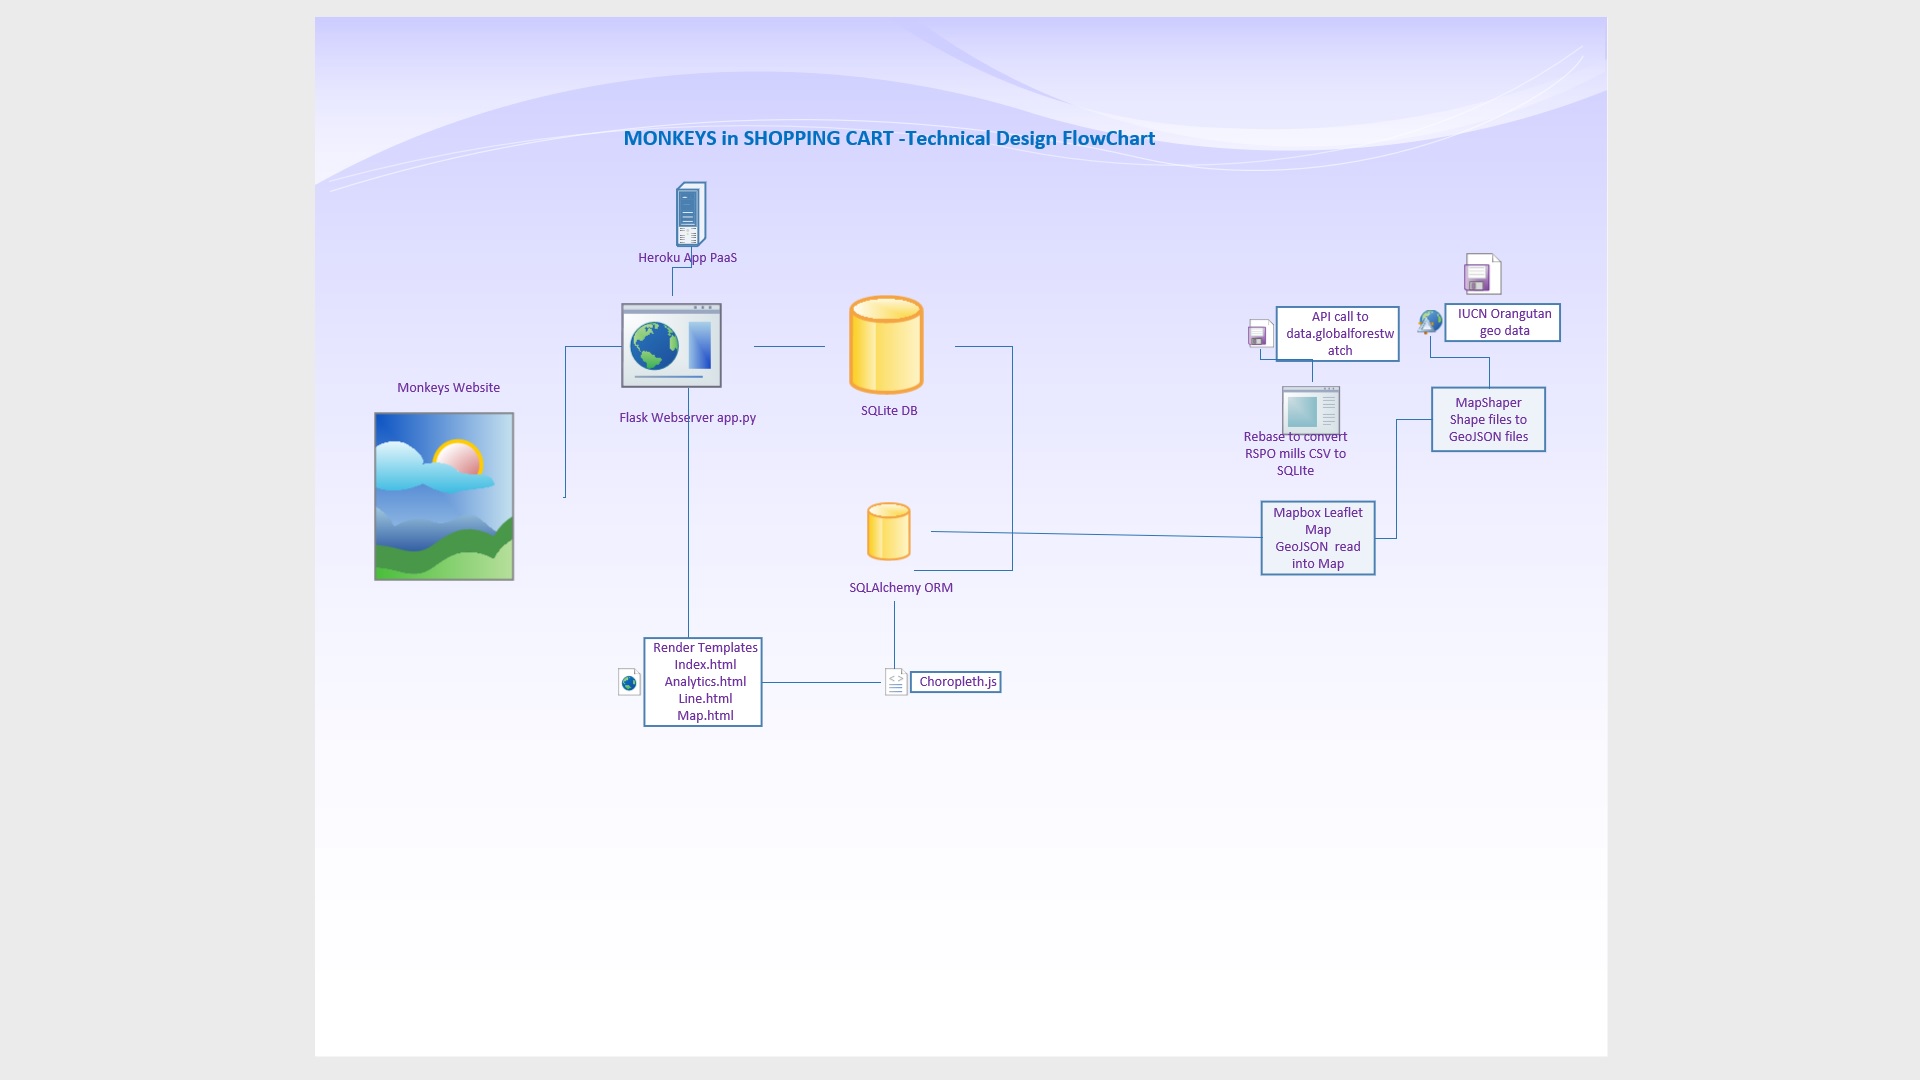 MONKEYS in SHOPPING CART -Technical Design FlowChart
Heroku App PaaS
Monkeys Website
Flask Webserver app.py
SQLite DB
SQLAlchemy ORM
Render Templates
Index.html
Analytics.html
Line.html
Map.html
Choropleth.js
API call to
data.globalforestw
atch
IUCN Orangutan
geo data
Rebase to convert
RSPO mills CSV to
SQLIte
MapShaper
Shape files to
GeoJSON files
Mapbox Leaflet
Map
GeoJSON  read
into Map